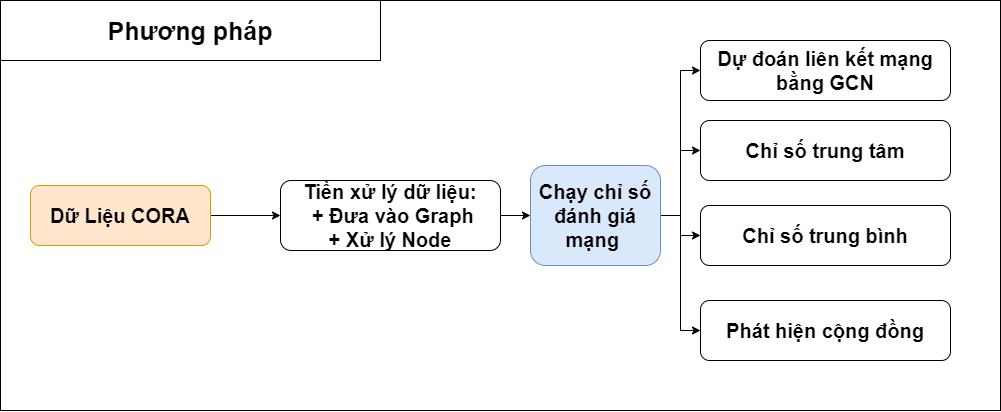 Phương pháp
Dữ Liệu CORA
Tiền xử lý dữ liệu:
+ Đưa vào Graph
+ Xử lý Node
Chạy chỉ số
đánh giá
mạng
Dự đoán liên kết mạng
bằng GCN
Chỉ số trung tâm
Chỉ số trung bình
Phát hiện cộng đồng